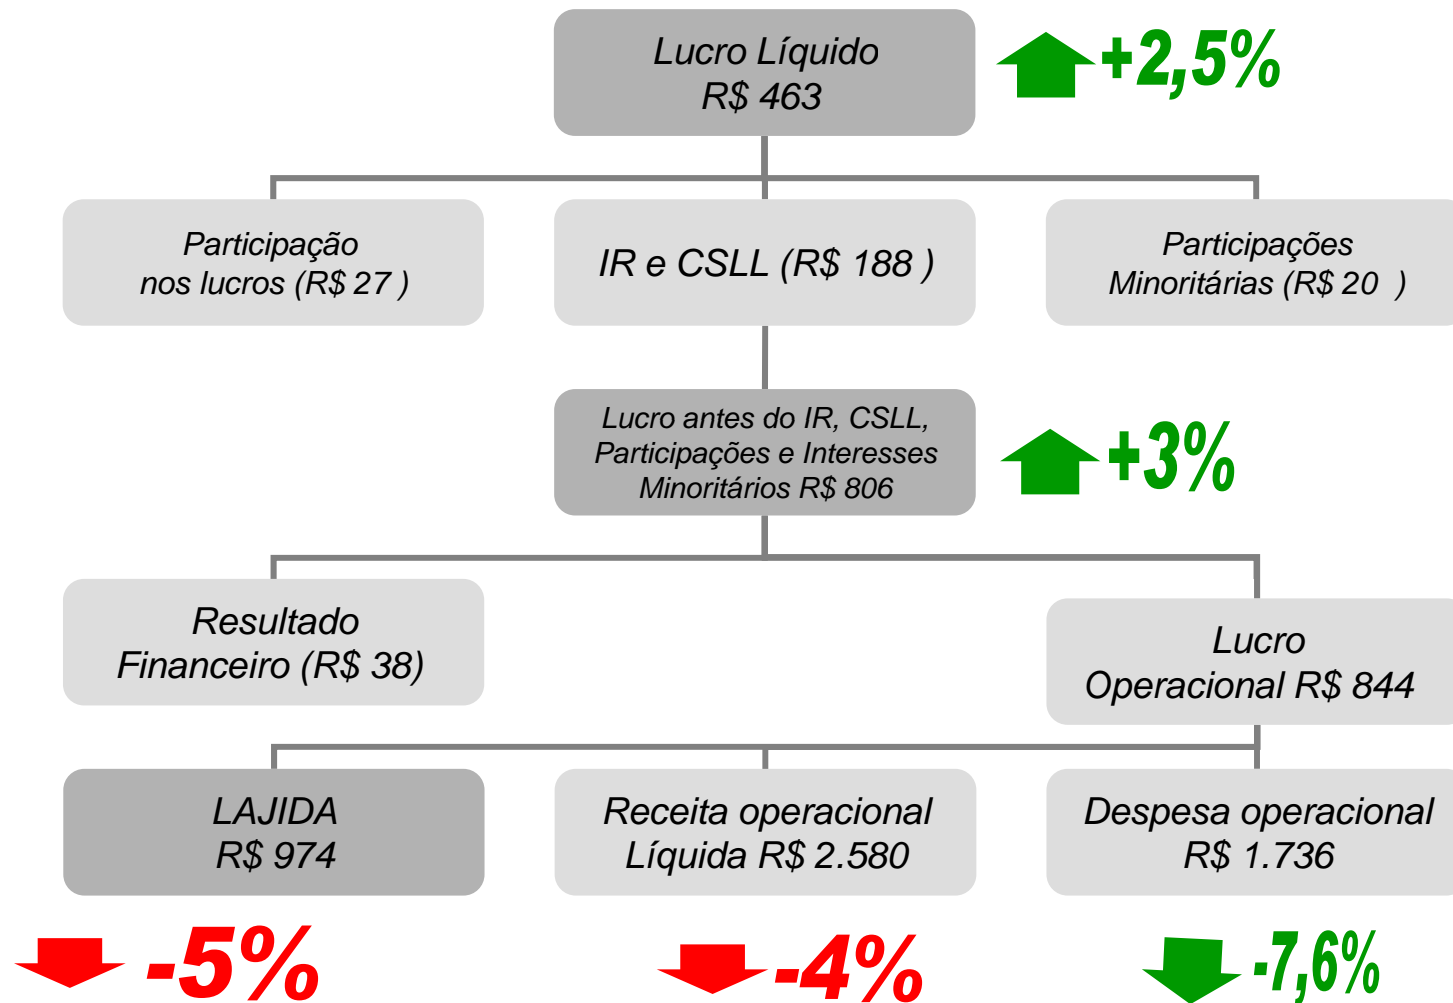 Lucro Líquido
R$ 463
+2,5%
Participação
nos lucros (R$ 27 )
IR e CSLL (R$ 188 )
Participações
Minoritárias (R$ 20 )
Lucro antes do IR, CSLL,
Participações e Interesses
Minoritários R$ 806
+3%
Resultado
Financeiro (R$ 38)
Lucro
Operacional R$ 844
LAJIDA
R$ 974
Receita operacional
Líquida R$ 2.580
Despesa operacional
R$ 1.736
-5%
-4%
-7,6%